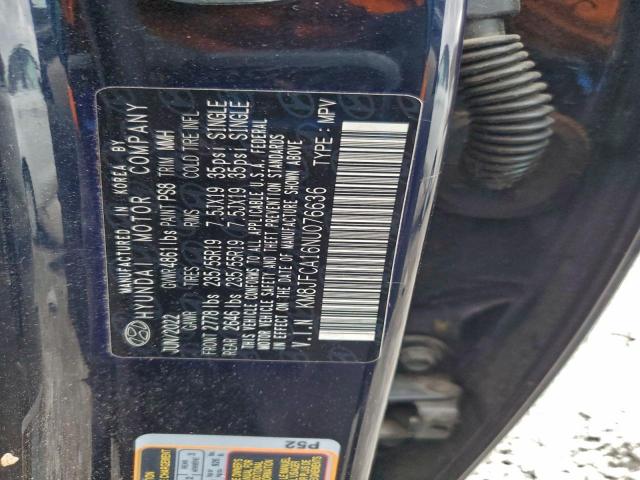 MANUFACTURED IN KOREA BY
HYUNDAI MOTOR COMPANY
JUN/2022 GVWR4861lbs PAINT PS8 TRIM MMH
GAWR TIRES RIMS COLD TIRE INFL
FRONT 2778 lbs 235/55R19 7.5JX19 35psi SINGLE
REAR 2646 lbs 235/55R19 7.5JX19 35psi SINGLE
THIS VEHICLE CONFORMS TO ALL APPLICABLE U.S.A. FEDERAL
MOTOR VEHICLE SAFETY, BUMPER, AND THEFT PREVENTION STANDARDS
IN EFFECT ON THE DATE OF MANUFACTURE SHOWN ABOVE
V.I.N : KM8JFCA16NU076636 TYPE : MPV
P52